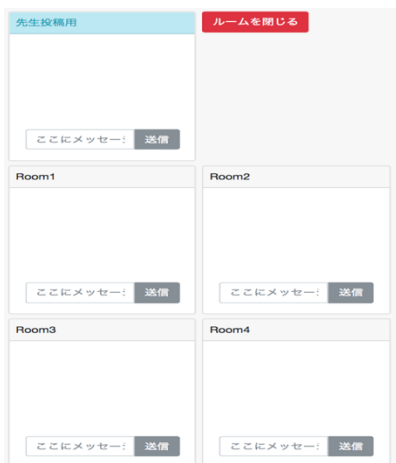 先生投稿用
ルームを閉じる
ここにメッセー
送信
Room1
Room2
ここにメッセー
送信
ここにメッセー
送信
Room3
Room4
ここにメッセー
送信
ここにメッセー
送信